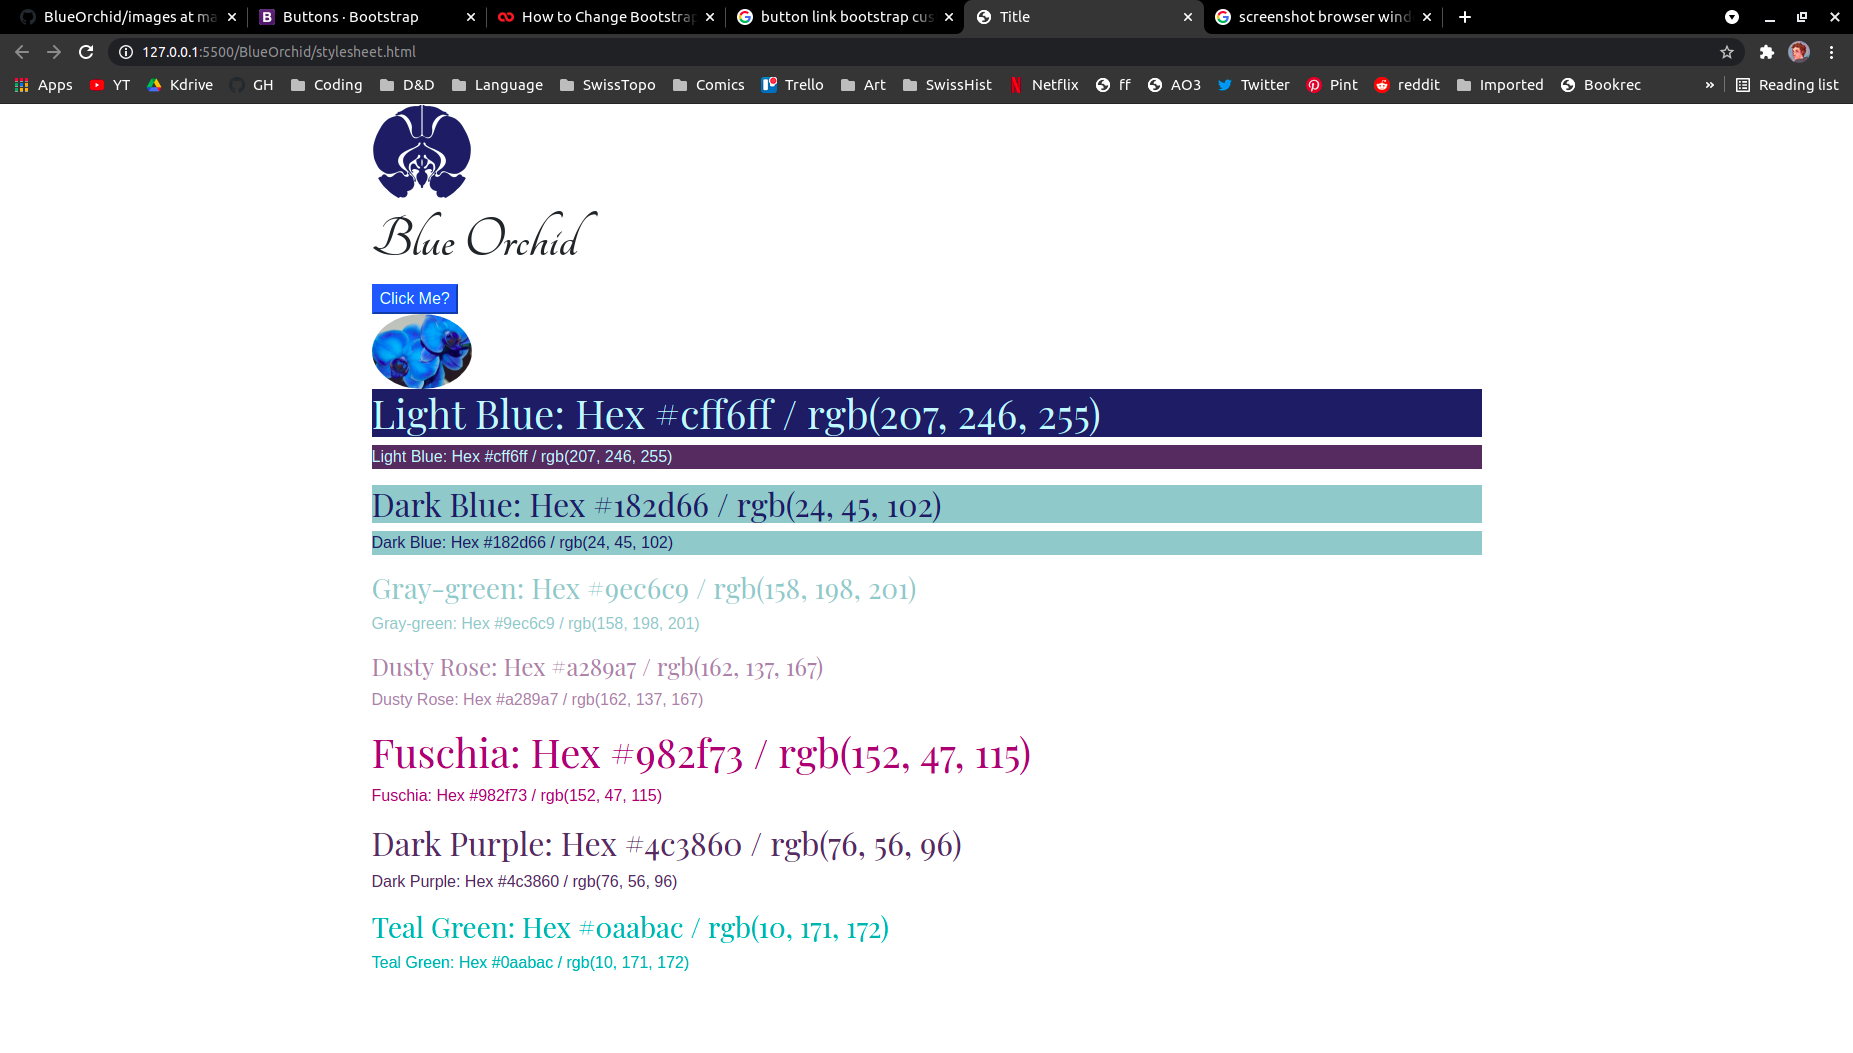 BlueOrchid/images at ma
Buttons · Bootstrap
How to Change Bootstrap
button link bootstrap cus
Title
screenshot browser wind
127.0.0.1:5500/BlueOrchid/stylesheet.html
Apps YT Kdrive GH Coding D&D Language SwissTopo Comics Trello Art SwissHist Netflix ff AO3 Twitter Pint reddit Imported Bookrec » Reading list
Blue Orchid
Click Me?
Light Blue: Hex #cff6ff / rgb(207, 246, 255)
Light Blue: Hex #cff6ff / rgb(207, 246, 255)
Dark Blue: Hex #182d66 / rgb(24, 45, 102)
Dark Blue: Hex #182d66 / rgb(24, 45, 102)
Gray-green: Hex #9ec6c9 / rgb(158, 198, 201)
Gray-green: Hex #9ec6c9 / rgb(158, 198, 201)
Dusty Rose: Hex #a289a7 / rgb(162, 137, 167)
Dusty Rose: Hex #a289a7 / rgb(162, 137, 167)
Fuschia: Hex #982f73 / rgb(152, 47, 115)
Fuschia: Hex #982f73 / rgb(152, 47, 115)
Dark Purple: Hex #4c3860 / rgb(76, 56, 96)
Dark Purple: Hex #4c3860 / rgb(76, 56, 96)
Teal Green: Hex #0aabac / rgb(10, 171, 172)
Teal Green: Hex #0aabac / rgb(10, 171, 172)